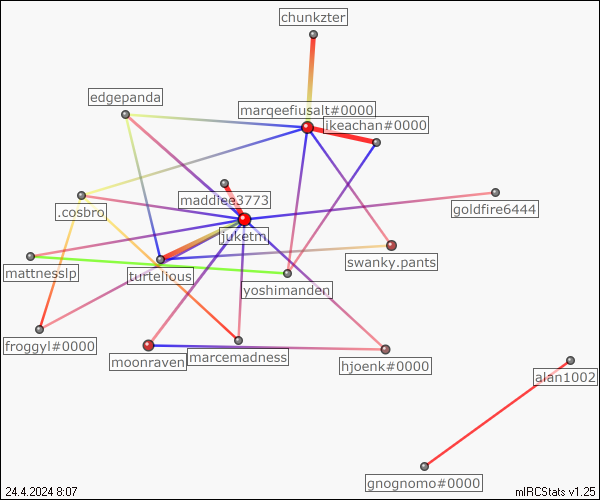 chunkzter
edgepanda
marqeefiusalt#0000
ikeachan#0000
maddiee3773
.cosbro
goldfire6444
juketm
mattnesslp
turtelious
swanky.pants
yoshimanden
froggyl#0000
moonraven
marcemadness
hjoenk#0000
alan1002
gnognomo#0000
24.4.2024 8:07
mIRCStats v1.25